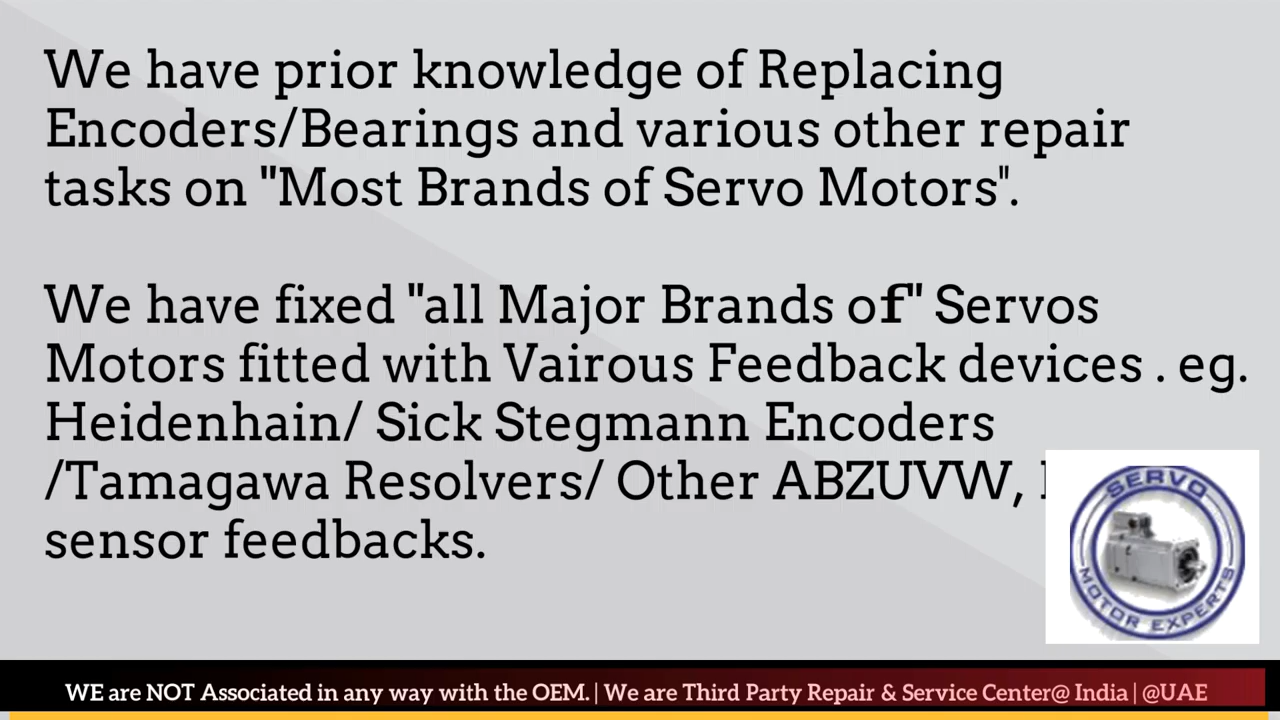 We have prior knowledge of Replacing
Encoders/Bearings and various other repair
tasks on "Most Brands of Servo Motors".
We have fixed "all Major Brands of" Servos
Motors fitted with Vairous Feedback devices . eg.
Heidenhain/ Sick Stegmann Encoders
/Tamagawa Resolvers/ Other ABZUVW,
sensor feedbacks.
SERVO
MOTOR EXPERTS
WE are NOT Associated in any way with the OEM. | We are Third Party Repair & Service Center@ India | @UAE